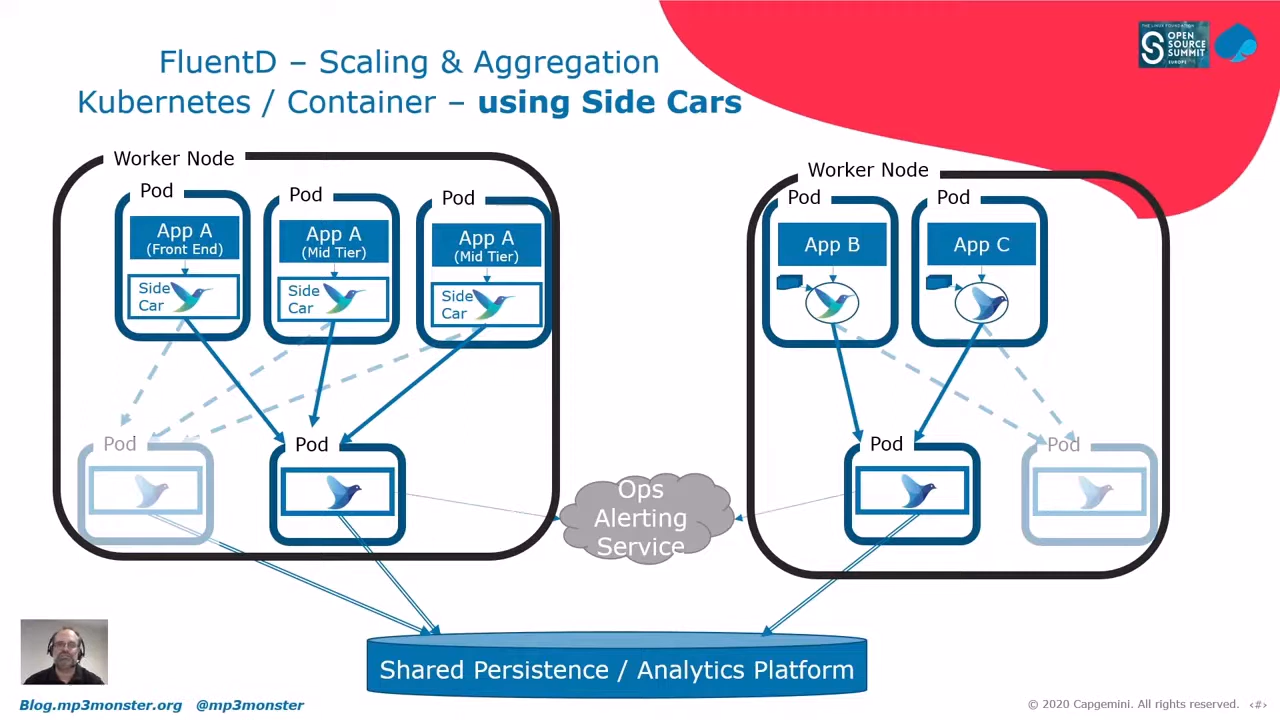 FluentD – Scaling & Aggregation
Kubernetes / Container – using Side Cars
THE LINUX FOUNDATION
OPEN
SOURCE
SUMMIT
EUROPE
Worker Node
Pod
App A
(Front End)
Side
Car
Pod
App A
(Mid Tier)
Side
Car
Pod
App A
(Mid Tier)
Side
Car
Pod
Pod
Worker Node
Pod
App B
Pod
App C
Pod
Pod
Ops
Alerting
Service
Shared Persistence / Analytics Platform
Blog.mp3monster.org @mp3monster
© 2020 Capgemini. All rights reserved. ‹#›